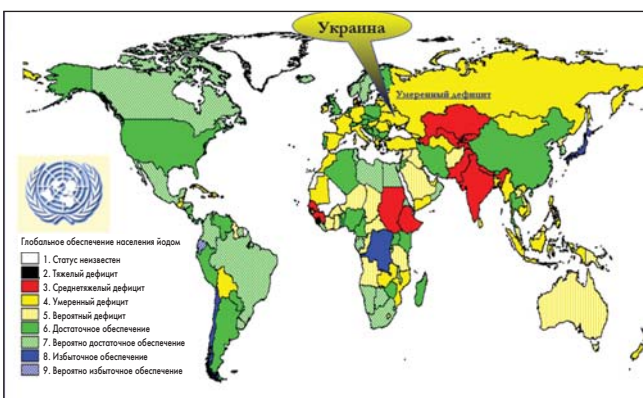 Украина
Умеренный дефицит
Глобальное обеспечение населения йодом
1. Статус неизвестен
2. Тяжелый дефицит
3. Среднетяжелый дефицит
4. Умеренный дефицит
5. Вероятный дефицит
6. Достаточное обеспечение
7. Вероятно достаточное обеспечение
8. Избыточное обеспечение
9. Вероятно избыточное обеспечение